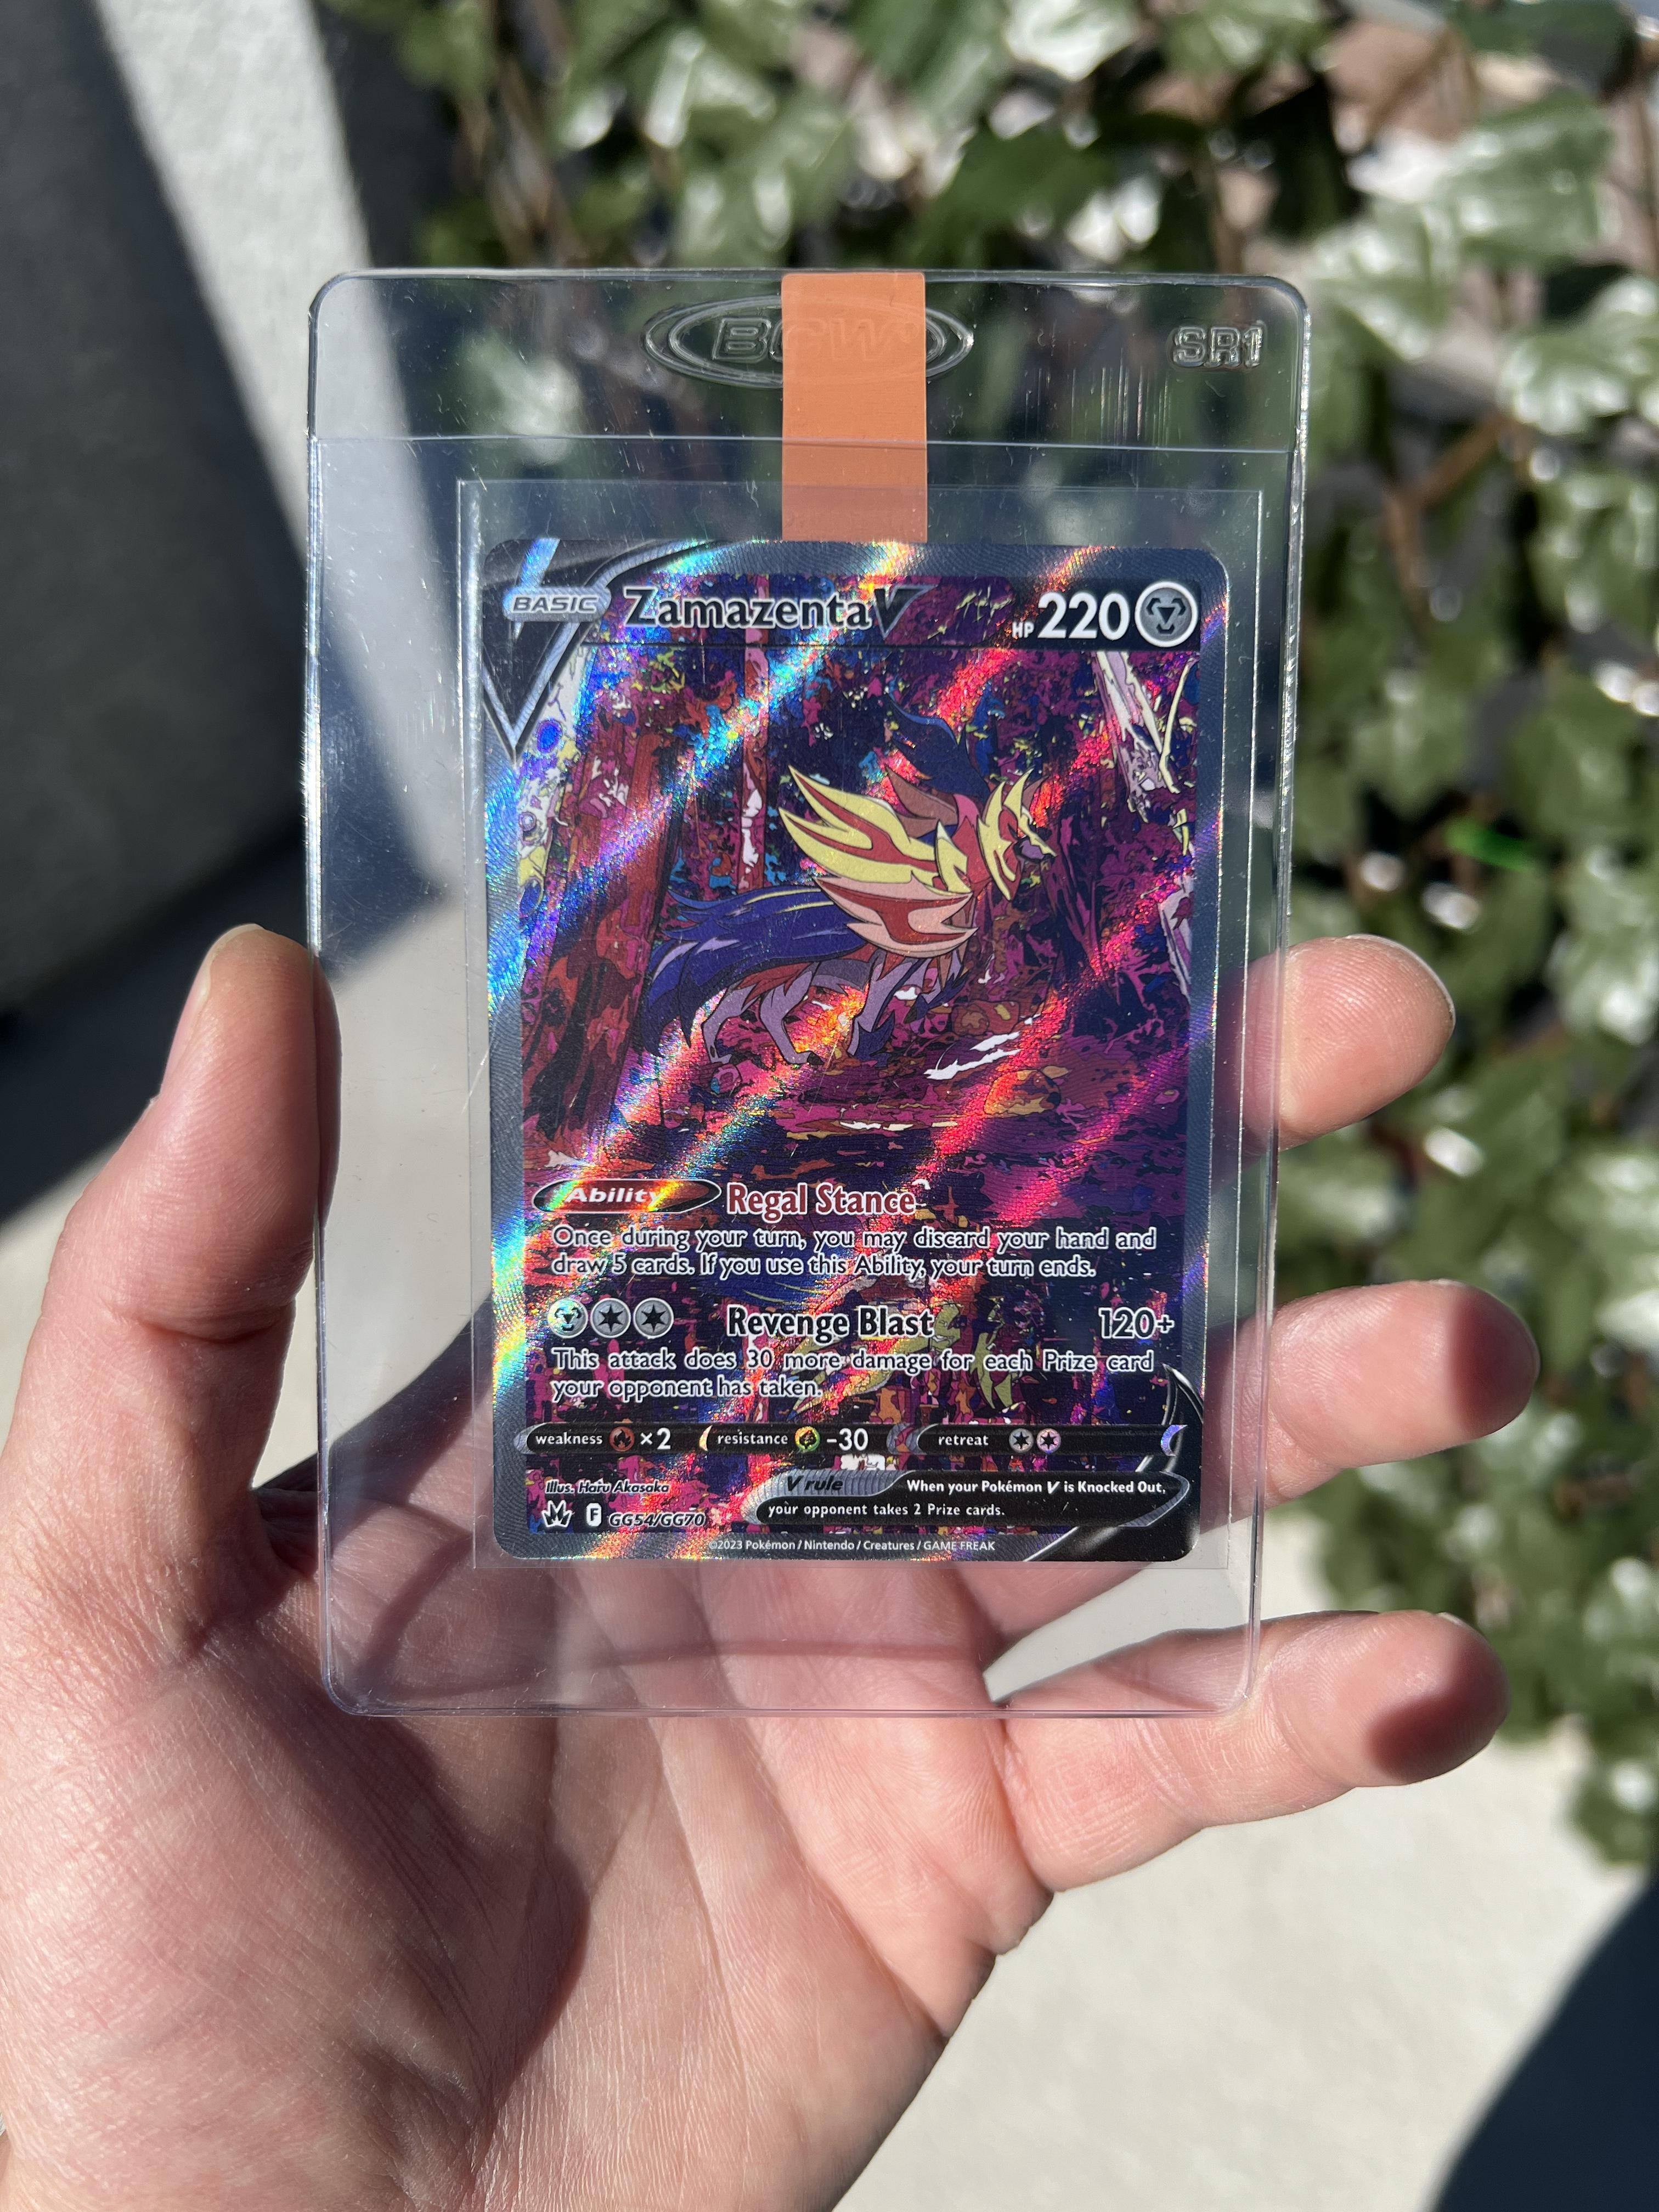 BCW
SR1
BASIC Zamazenta V HP 220
Ability Regal Stance
Once during your turn, you may discard your hand and
draw 5 cards. If you use this Ability, your turn ends.
Revenge Blast 120+
This attack does 30 more damage for each Prize card
your opponent has taken.
weakness ×2 resistance -30 retreat
Illus. Haru Akasaka
V rule When your Pokémon V is Knocked Out,
your opponent takes 2 Prize cards.
F GG54/GG70
©2023 Pokémon / Nintendo / Creatures / GAME FREAK